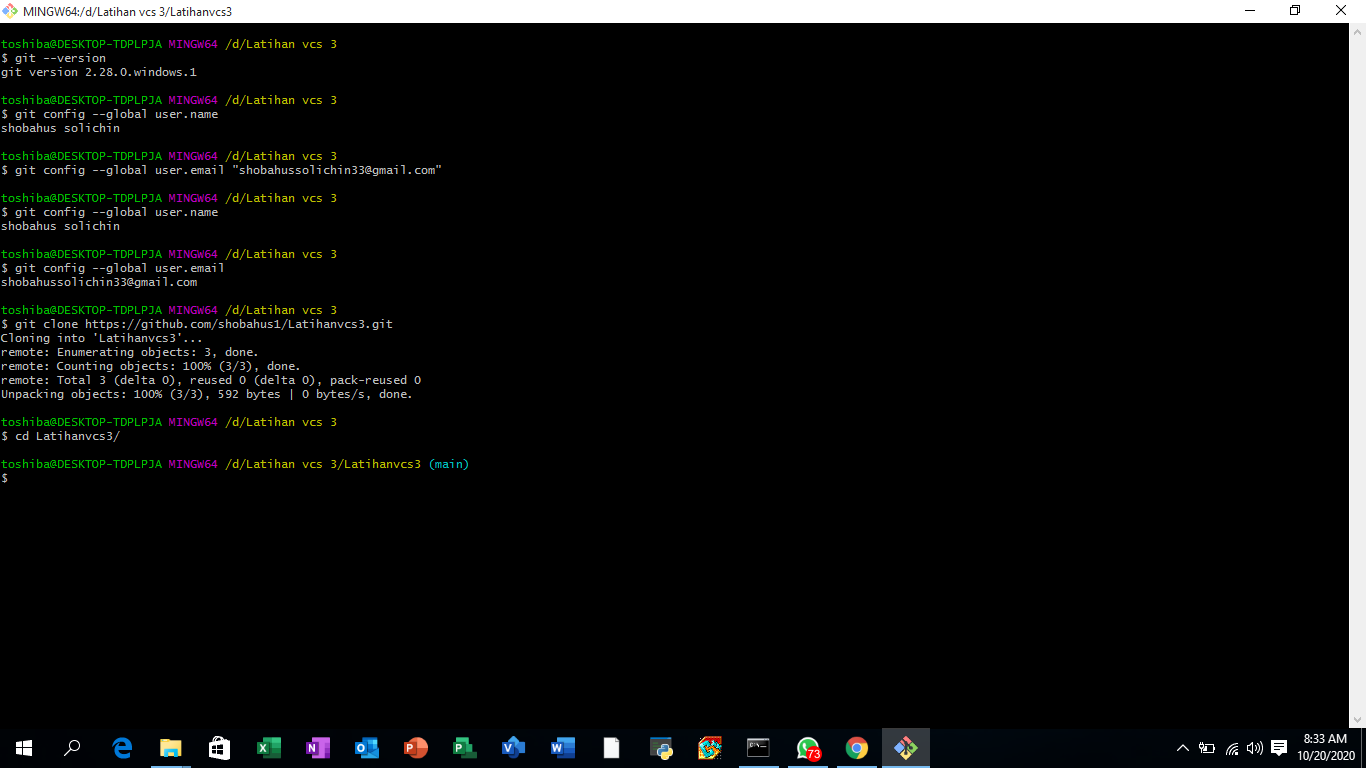 MINGW64:/d/Latihan vcs 3/Latihanvcs3
toshiba@DESKTOP-TDPLPJA MINGW64 /d/Latihan vcs 3
$ git --version
git version 2.28.0.windows.1
toshiba@DESKTOP-TDPLPJA MINGW64 /d/Latihan vcs 3
$ git config --global user.name
shobahus solichin
toshiba@DESKTOP-TDPLPJA MINGW64 /d/Latihan vcs 3
$ git config --global user.email "shobahussolichin33@gmail.com"
toshiba@DESKTOP-TDPLPJA MINGW64 /d/Latihan vcs 3
$ git config --global user.name
shobahus solichin
toshiba@DESKTOP-TDPLPJA MINGW64 /d/Latihan vcs 3
$ git config --global user.email
shobahussolichin33@gmail.com
toshiba@DESKTOP-TDPLPJA MINGW64 /d/Latihan vcs 3
$ git clone https://github.com/shobahus1/Latihanvcs3.git
Cloning into 'Latihanvcs3'...
remote: Enumerating objects: 3, done.
remote: Counting objects: 100% (3/3), done.
remote: Total 3 (delta 0), reused 0 (delta 0), pack-reused 0
Unpacking objects: 100% (3/3), 592 bytes | 0 bytes/s, done.
toshiba@DESKTOP-TDPLPJA MINGW64 /d/Latihan vcs 3
$ cd Latihanvcs3/
toshiba@DESKTOP-TDPLPJA MINGW64 /d/Latihan vcs 3/Latihanvcs3 (main)
$
73
8:33 AM
10/20/2020